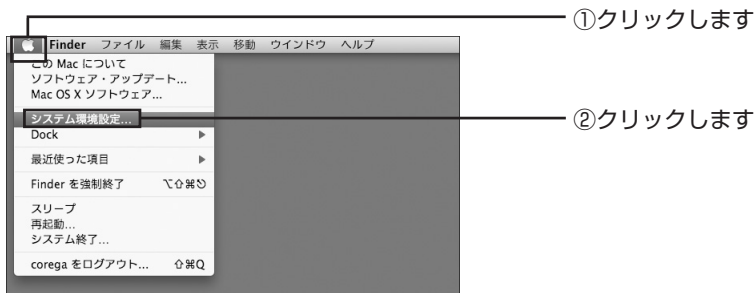 ①クリックします
Finder ファイル 編集 表示 移動 ウインドウ ヘルプ
この Mac について
ソフトウェア・アップデート...
Mac OS X ソフトウェア...
システム環境設定...
②クリックします
Dock
最近使った項目
Finder を強制終了 ⌥⇧⌘⎋
スリープ
再起動...
システム終了...
corega をログアウト... ⇧⌘Q